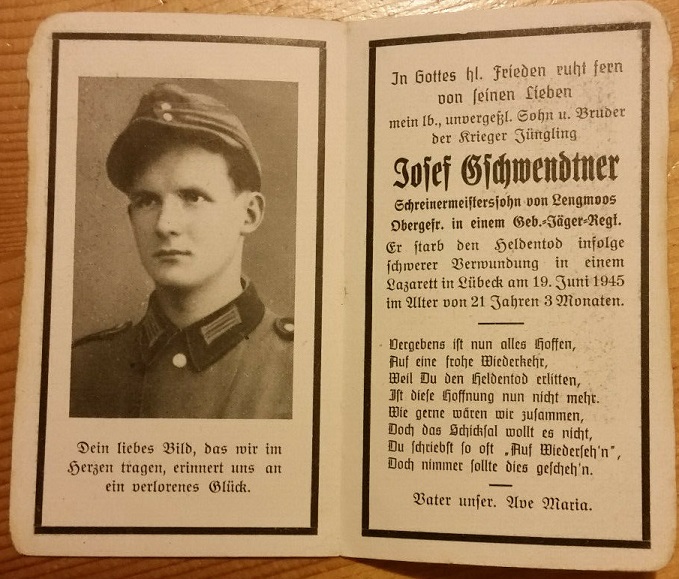 Dein liebes Bild, das wir im
Herzen tragen, erinnert uns an
ein verlorenes Glück.
In Gottes hl. Frieden ruht fern
von seinen Lieben
mein lb., unvergeßl. Sohn u. Bruder
der Krieger Jüngling
Josef Gschwendtner
Schreinermeisterssohn von Lengmoos
Obergefr. in einem Geb.-Jäger-Regt.
Er starb den Heldentod infolge
schwerer Verwundung in einem
Lazarett in Lübeck am 19. Juni 1945
im Alter von 21 Jahren 3 Monaten.
Vergebens ist nun alles Hoffen,
Auf eine frohe Wiederkehr,
Weil Du den Heldentod erlitten,
Ist diese Hoffnung nun nicht mehr.
Wie gerne wären wir zusammen,
Doch das Schicksal wollt es nicht,
Du schriebst so oft „Auf Wiederseh'n",
Doch nimmer sollte dies gescheh'n.
Vater unser. Ave Maria.